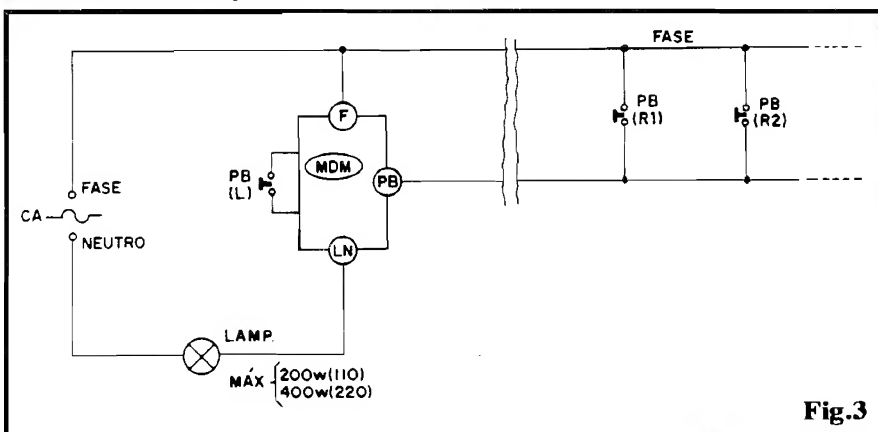 FASE
F
PB
(R1)
PB
(R2)
MDM
PB
(L)
PB
FASE
CA
NEUTRO
LN
LAMP.
MÁX { 200w(110)
400w(220)
Fig.3